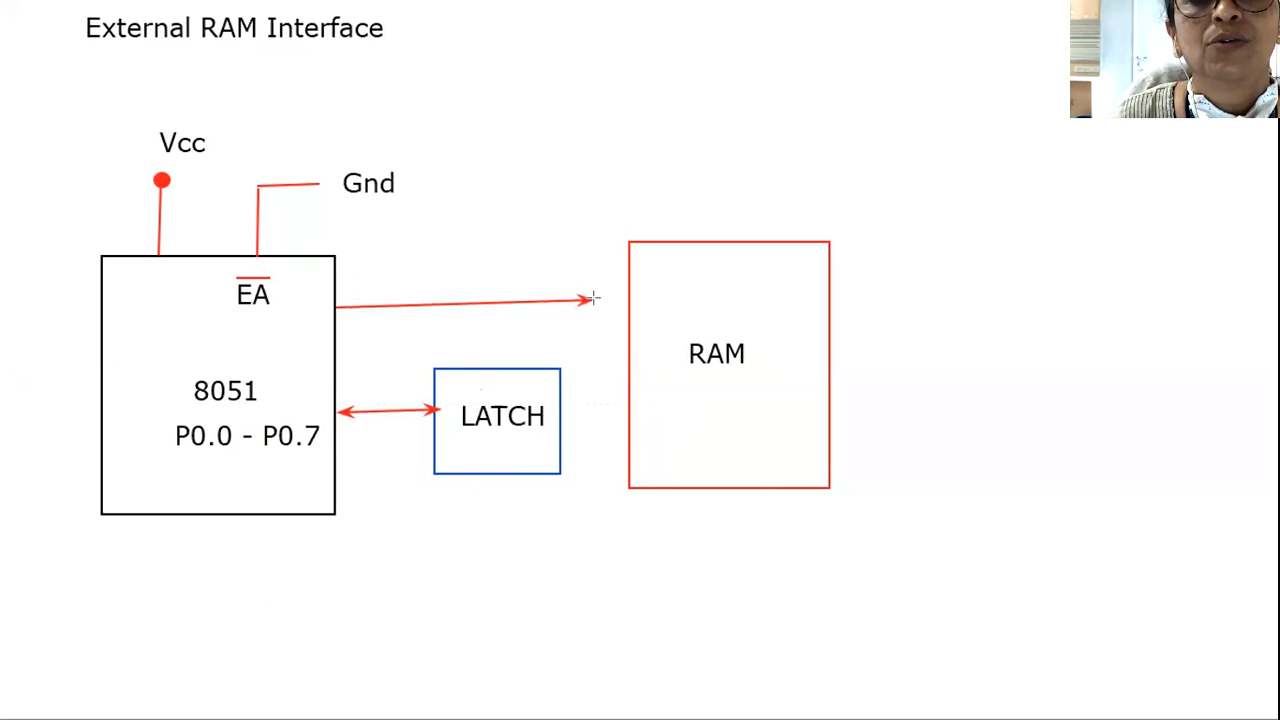 External RAM Interface
Vcc
Gnd
EA
RAM
8051
LATCH
P0.0 - P0.7